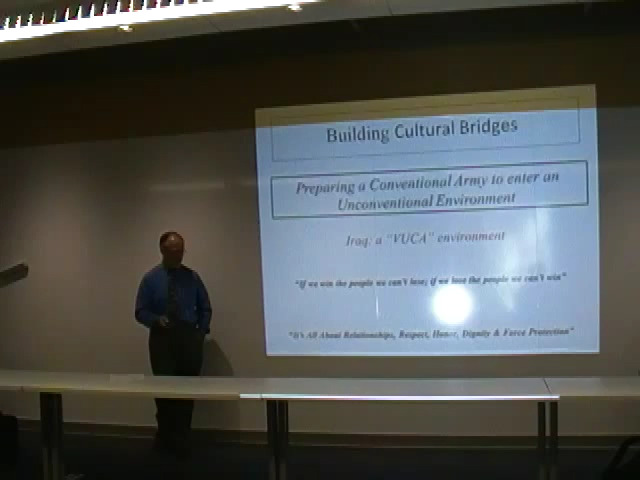 Building Cultural Bridges
Preparing a Conventional Army to enter an
Unconventional Environment
Iraq: a "VUCA" environment
"If we win the people we can't lose; if we lose the people we can't win"
"It's All About Relationships, Respect, Honor, Dignity & Force Protection"